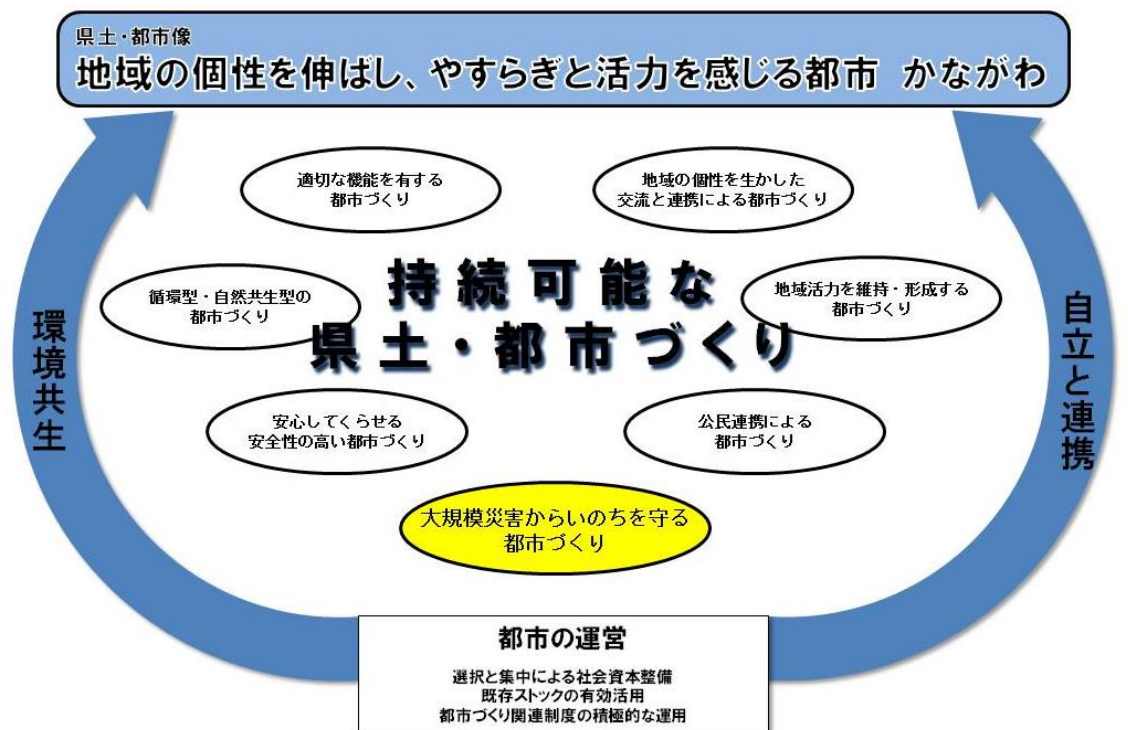 県土・都市像
地域の個性を伸ばし、やすらぎと活力を感じる都市 かながわ
適切な機能を有する
都市づくり
地域の個性を生かした
交流と連携による都市づくり
持続可能な
県土・都市づくり
循環型・自然共生型の
都市づくり
地域活力を維持・形成する
都市づくり
環境共生
自立と連携
安心してくらせる
安全性の高い都市づくり
公民連携による
都市づくり
大規模災害からいのちを守る
都市づくり
都市の運営
選択と集中による社会資本整備
既存ストックの有効活用
都市づくり関連制度の積極的な運用